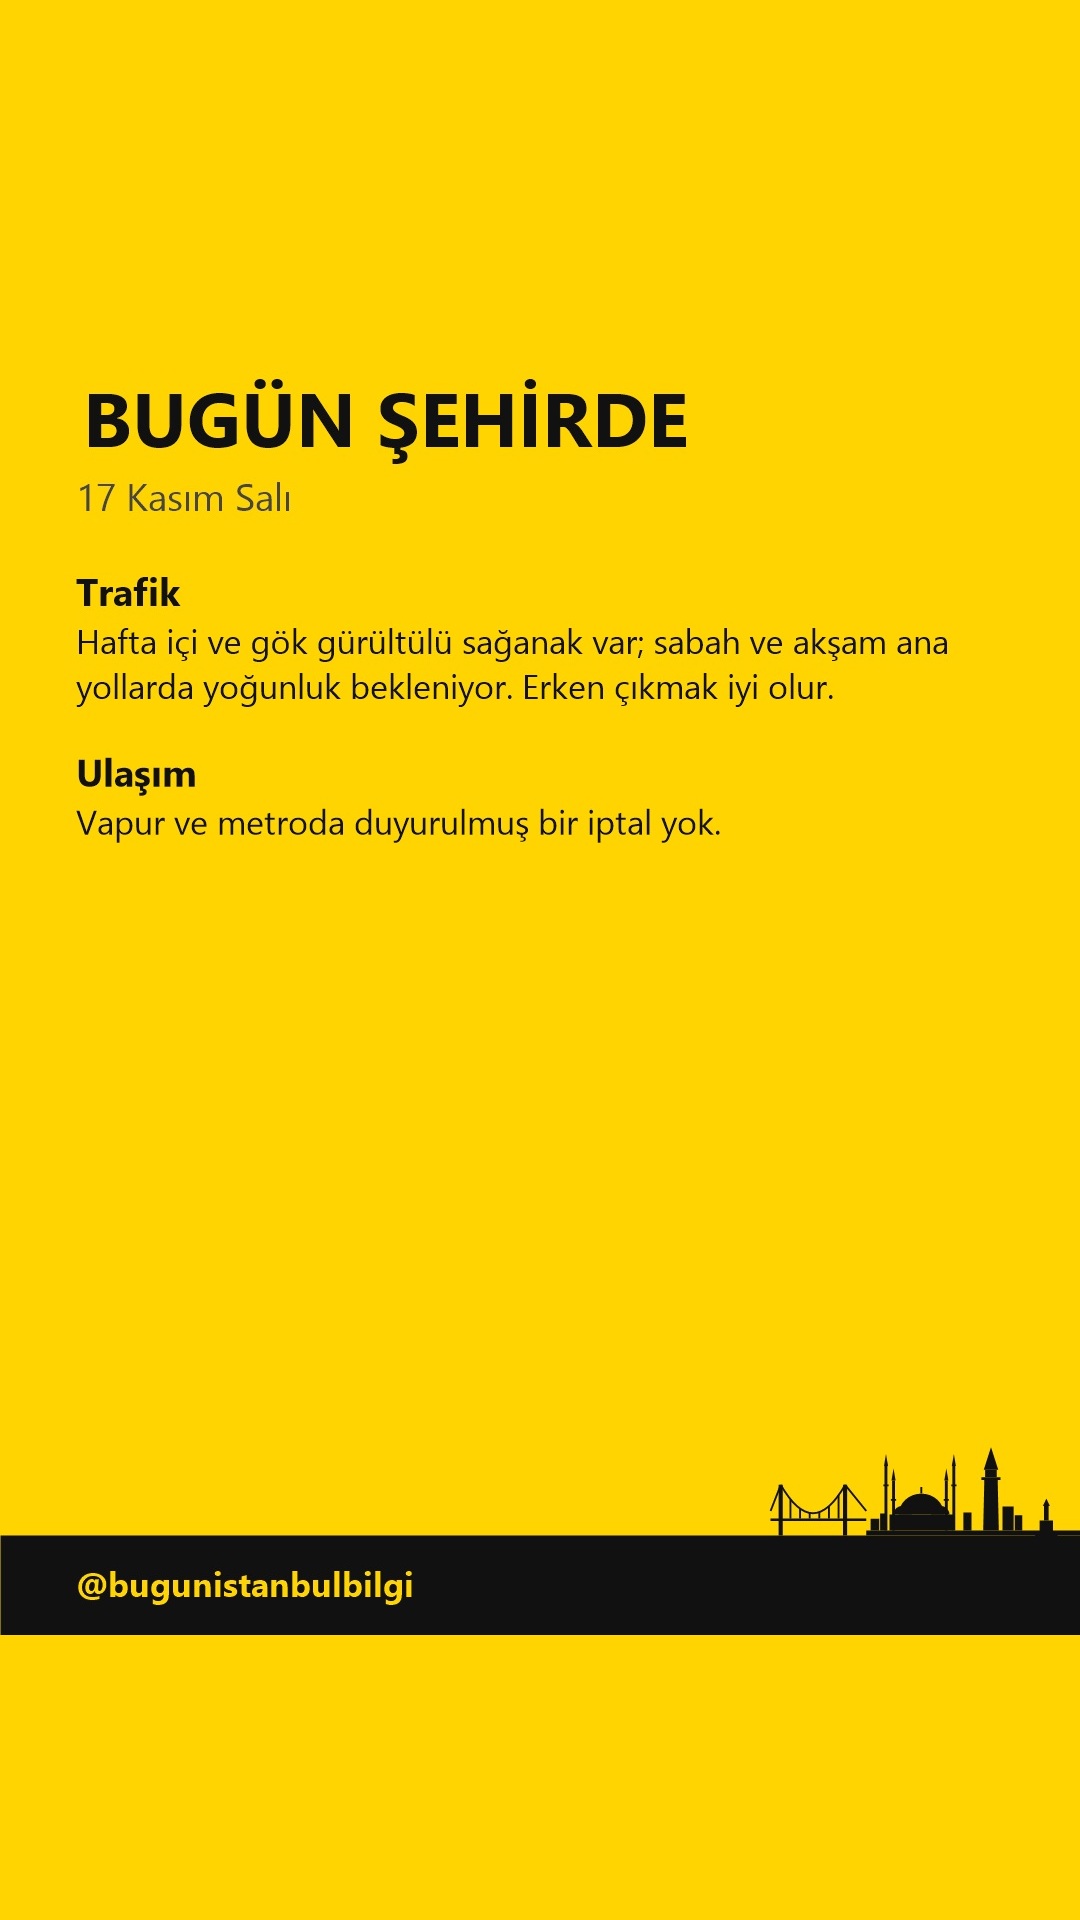 BUGÜN ŞEHİRDE
17 Kasım Salı
Trafik
Hafta içi ve gök gürültülü sağanak var; sabah ve akşam ana
yollarda yoğunluk bekleniyor. Erken çıkmak iyi olur.
Ulaşım
Vapur ve metroda duyurulmuş bir iptal yok.
@bugunistanbulbilgi